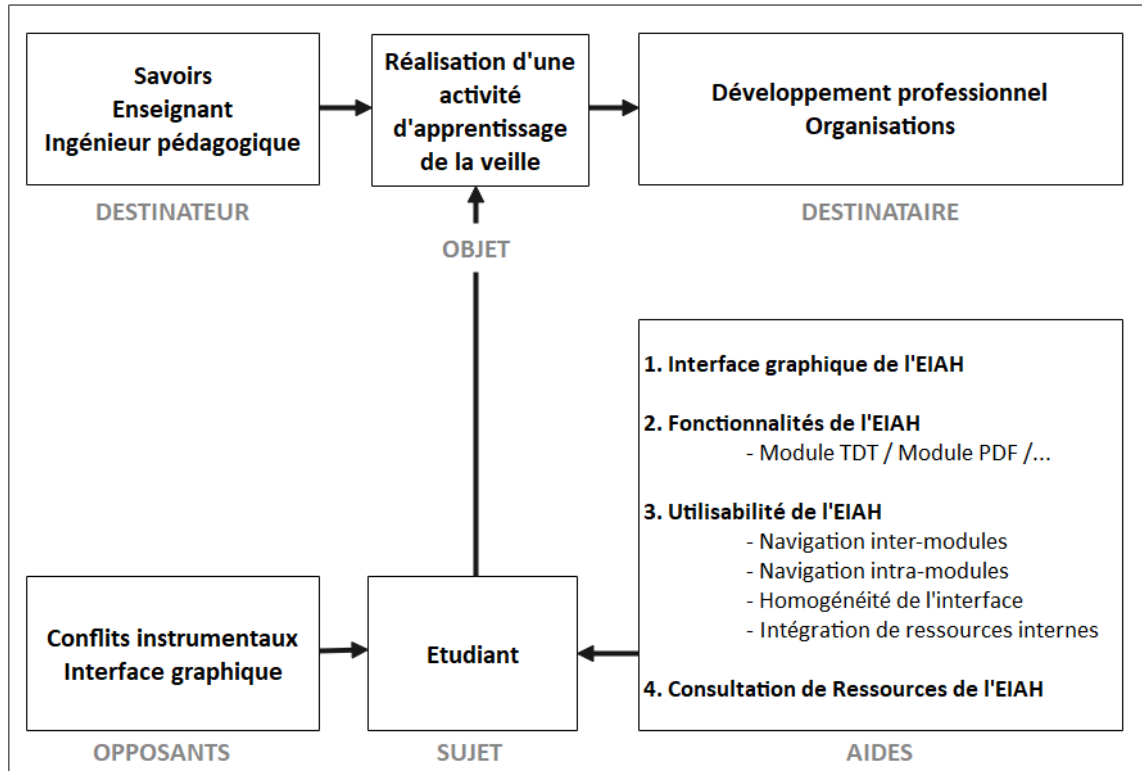 Savoirs
Enseignant
Ingénieur pédagogique
DESTINATEUR
Réalisation d'une
activité
d'apprentissage
de la veille
OBJET
Développement professionnel
Organisations
DESTINATAIRE
Conflits instrumentaux
Interface graphique
OPPOSANTS
Etudiant
SUJET
1. Interface graphique de l'EIAH
2. Fonctionnalités de l'EIAH
- Module TDT / Module PDF /...
3. Utilisabilité de l'EIAH
- Navigation inter-modules
- Navigation intra-modules
- Homogénéité de l'interface
- Intégration de ressources internes
4. Consultation de Ressources de l'EIAH
AIDES